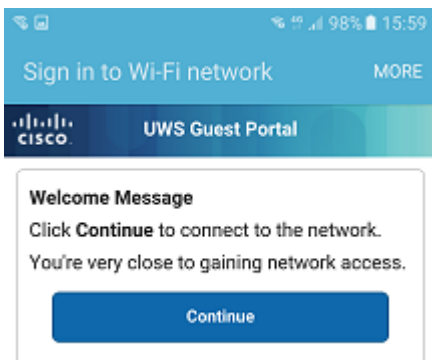 98% 15:59
Sign in to Wi-Fi network MORE
CISCO UWS Guest Portal
Welcome Message
Click Continue to connect to the network.
You're very close to gaining network access.
Continue